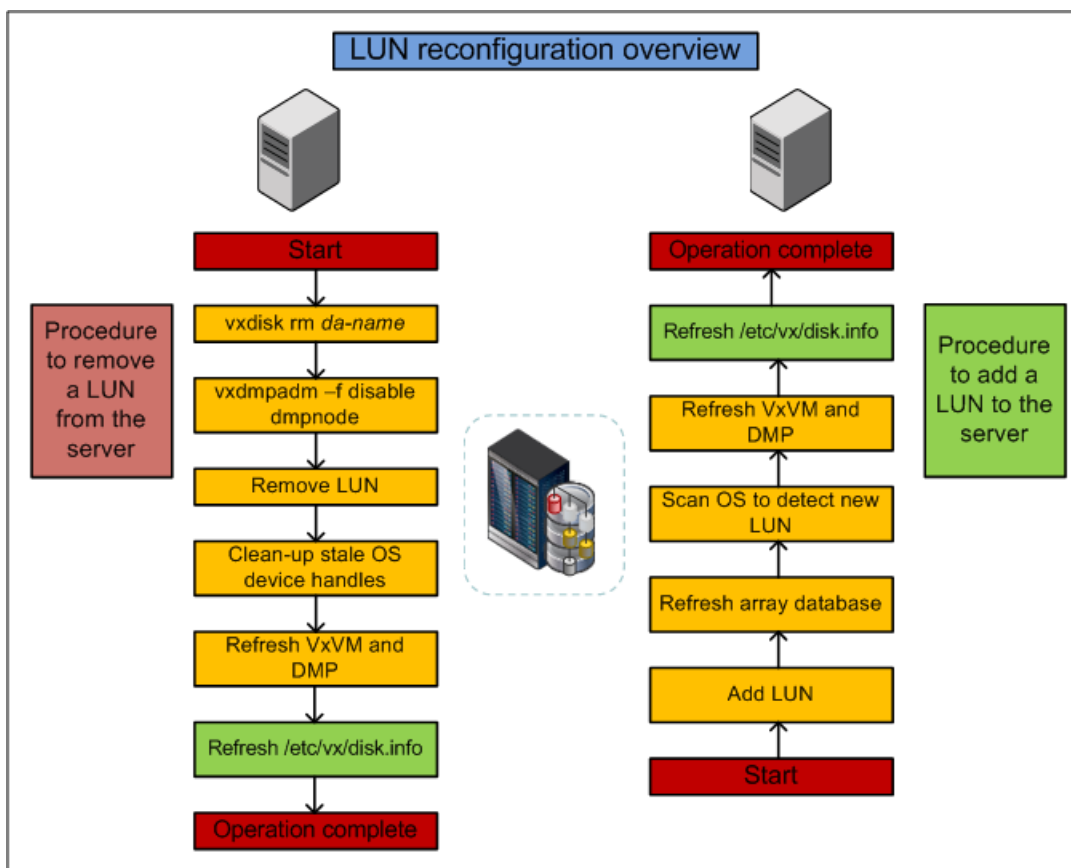 LUN reconfiguration overview
Procedure
to remove
a LUN
from the
server
Start
vxdisk rm da-name
vxdmpadm –f disable
dmpnode
Remove LUN
Clean-up stale OS
device handles
Refresh VxVM and
DMP
Refresh /etc/vx/disk.info
Operation complete
Operation complete
Refresh /etc/vx/disk.info
Refresh VxVM and
DMP
Scan OS to detect new
LUN
Refresh array database
Add LUN
Start
Procedure
to add a
LUN to the
server